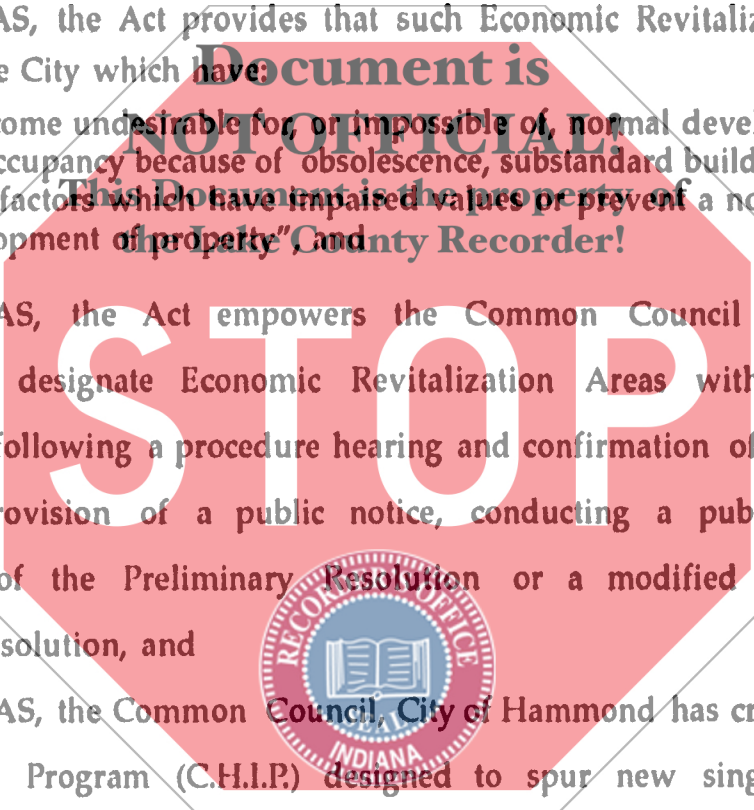 AS, the Act provides that such Economic Revitaliz
e City which have:
Document is
ome undesirable for, or impossible of, normal devel
NOT OFFICIAL!
ccupancy because of obsolescence, substandard build
factors which have impaired values or prevent a no
This Document is the property of
opment of property", and
the Lake County Recorder!
AS, the Act empowers the Common Council
designate Economic Revitalization Areas with
ollowing a procedure hearing and confirmation of
rovision of a public notice, conducting a pub
of the Preliminary Resolution or a modified
solution, and
AS, the Common Council, City of Hammond has cr
Program (C.H.I.P.) designed to spur new sing
STOP
RECORDER'S OFFICE
SEAL
INDIANA